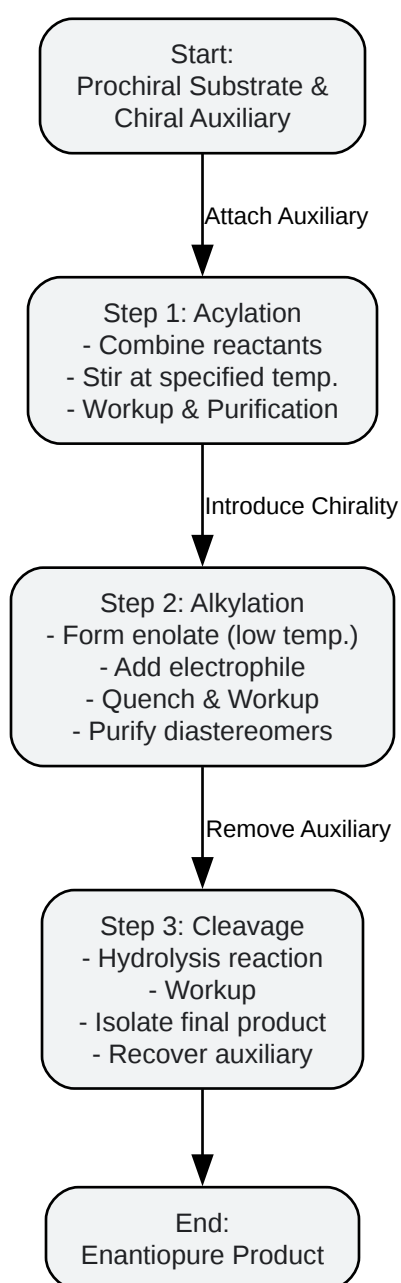 Start:
Prochiral Substrate &
Chiral Auxiliary
Attach Auxiliary
Step 1: Acylation
- Combine reactants
- Stir at specified temp.
- Workup & Purification
Introduce Chirality
Step 2: Alkylation
- Form enolate (low temp.)
- Add electrophile
- Quench & Workup
- Purify diastereomers
Remove Auxiliary
Step 3: Cleavage
- Hydrolysis reaction
- Workup
- Isolate final product
- Recover auxiliary
End:
Enantiopure Product